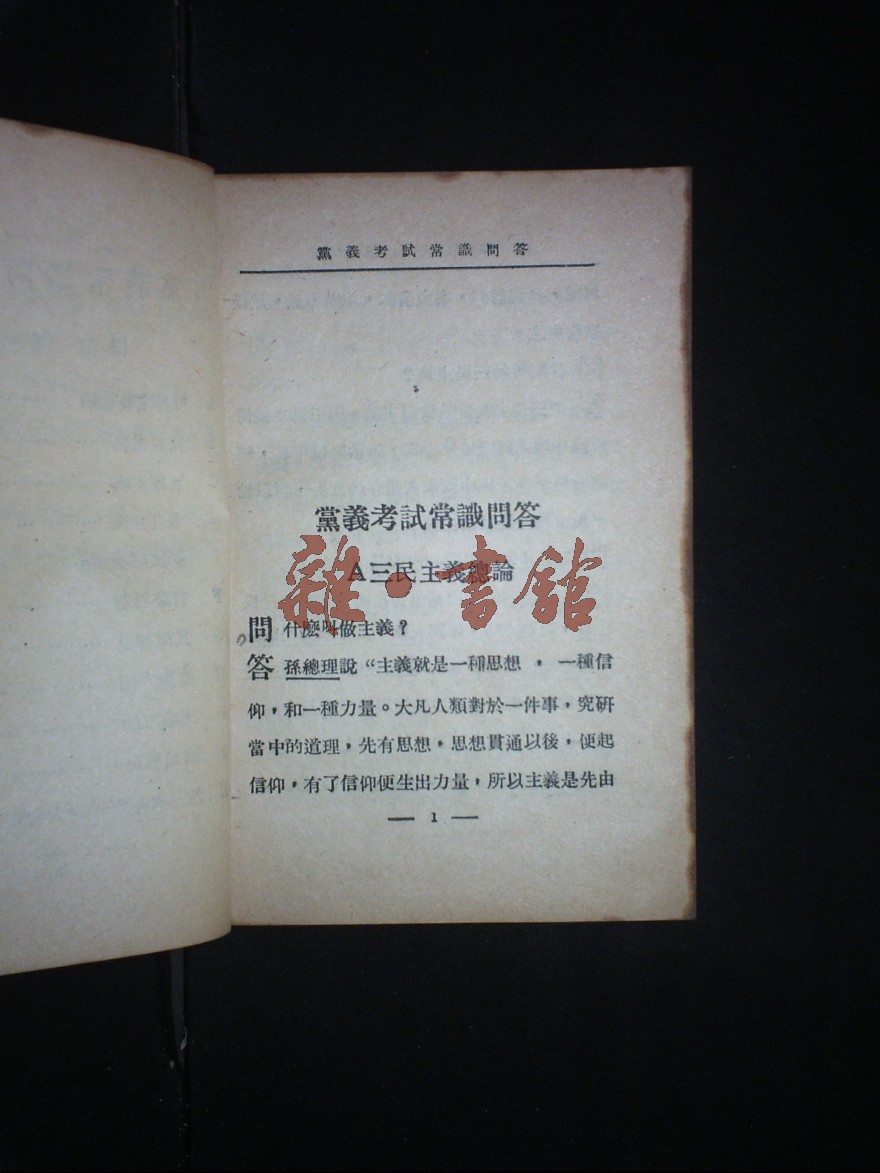 黨義考試常識問答
黨義考試常識問答
A三民主義總論
問 什麽叫做主義？
答 孫總理說“主義就是一種思想，一種信
仰，和一種力量。大凡人類對於一件事，究研
當中的道理，先有思想，思想貫通以後，便起
信仰，有了信仰便生出力量，所以主義是先由
— 1 —
雜·書館